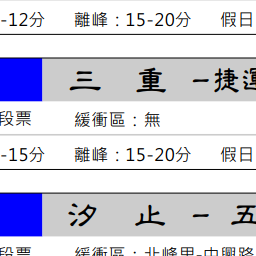 -12分 離峰：15-20分 假日
三 重 －捷運
段票 緩衝區：無
-15分 離峰：15-20分 假日
汐 止 － 五
段票 緩衝區：北峰里-中興路